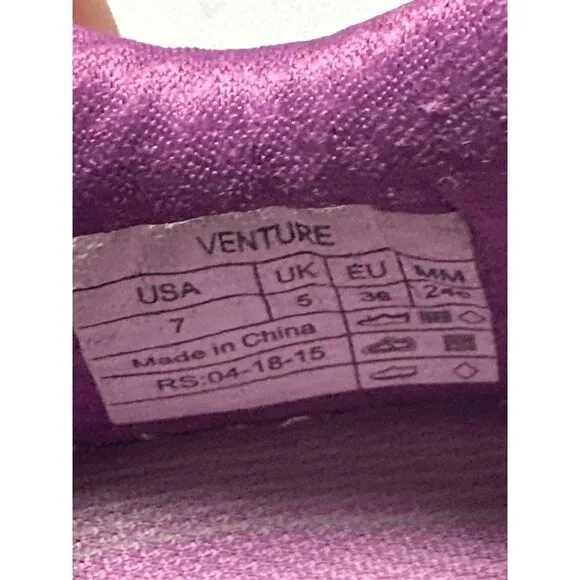 VENTURE
USA UK EU MM
7 5 38
Made in China
RS:04-18-15